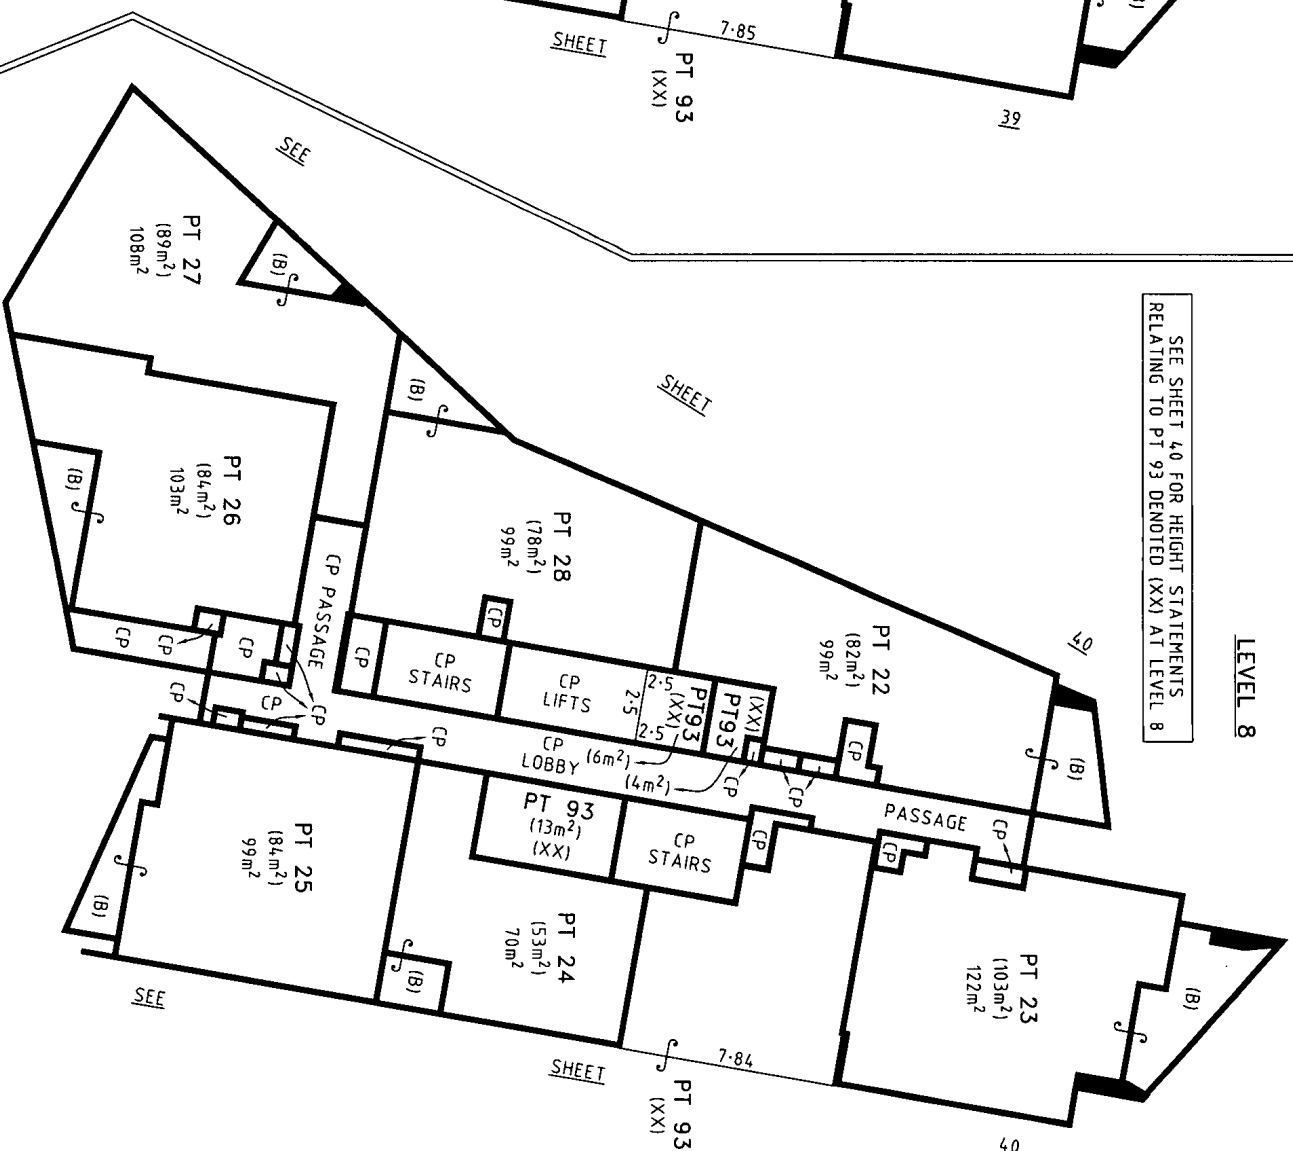 7·85
SHEET
PT 93
(XX)
39
B)
SEE
SHEET
SEE SHEET 40 FOR HEIGHT STATEMENTS
RELATING TO PT 93 DENOTED (XX) AT LEVEL 8
LEVEL 8
40
PT 27
(89m²)
108m²
(B)
(B)
PT 26
(84m²)
103m²
(B)
PT 28
(78m²)
99m²
PT 22
(82m²)
99m²
(B)
CP PASSAGE
CP
CP
CP
CP
CP
CP
CP
CP
CP
STAIRS
CP
CP
LIFTS
2·5
2·5
2·5
(XX)
PT93
(XX)
PT93
(6m²)
(4m²)
CP
LOBBY
CP
CP
CP
CP
PASSAGE
CP
CP
CP
CP
PT 93
(13m²)
(XX)
CP
STAIRS
PT 25
(84m²)
99m²
(B)
PT 24
(53m²)
70m²
(B)
PT 23
(103m²)
122m²
(B)
SEE
SHEET
7·84
PT 93
(XX)
40